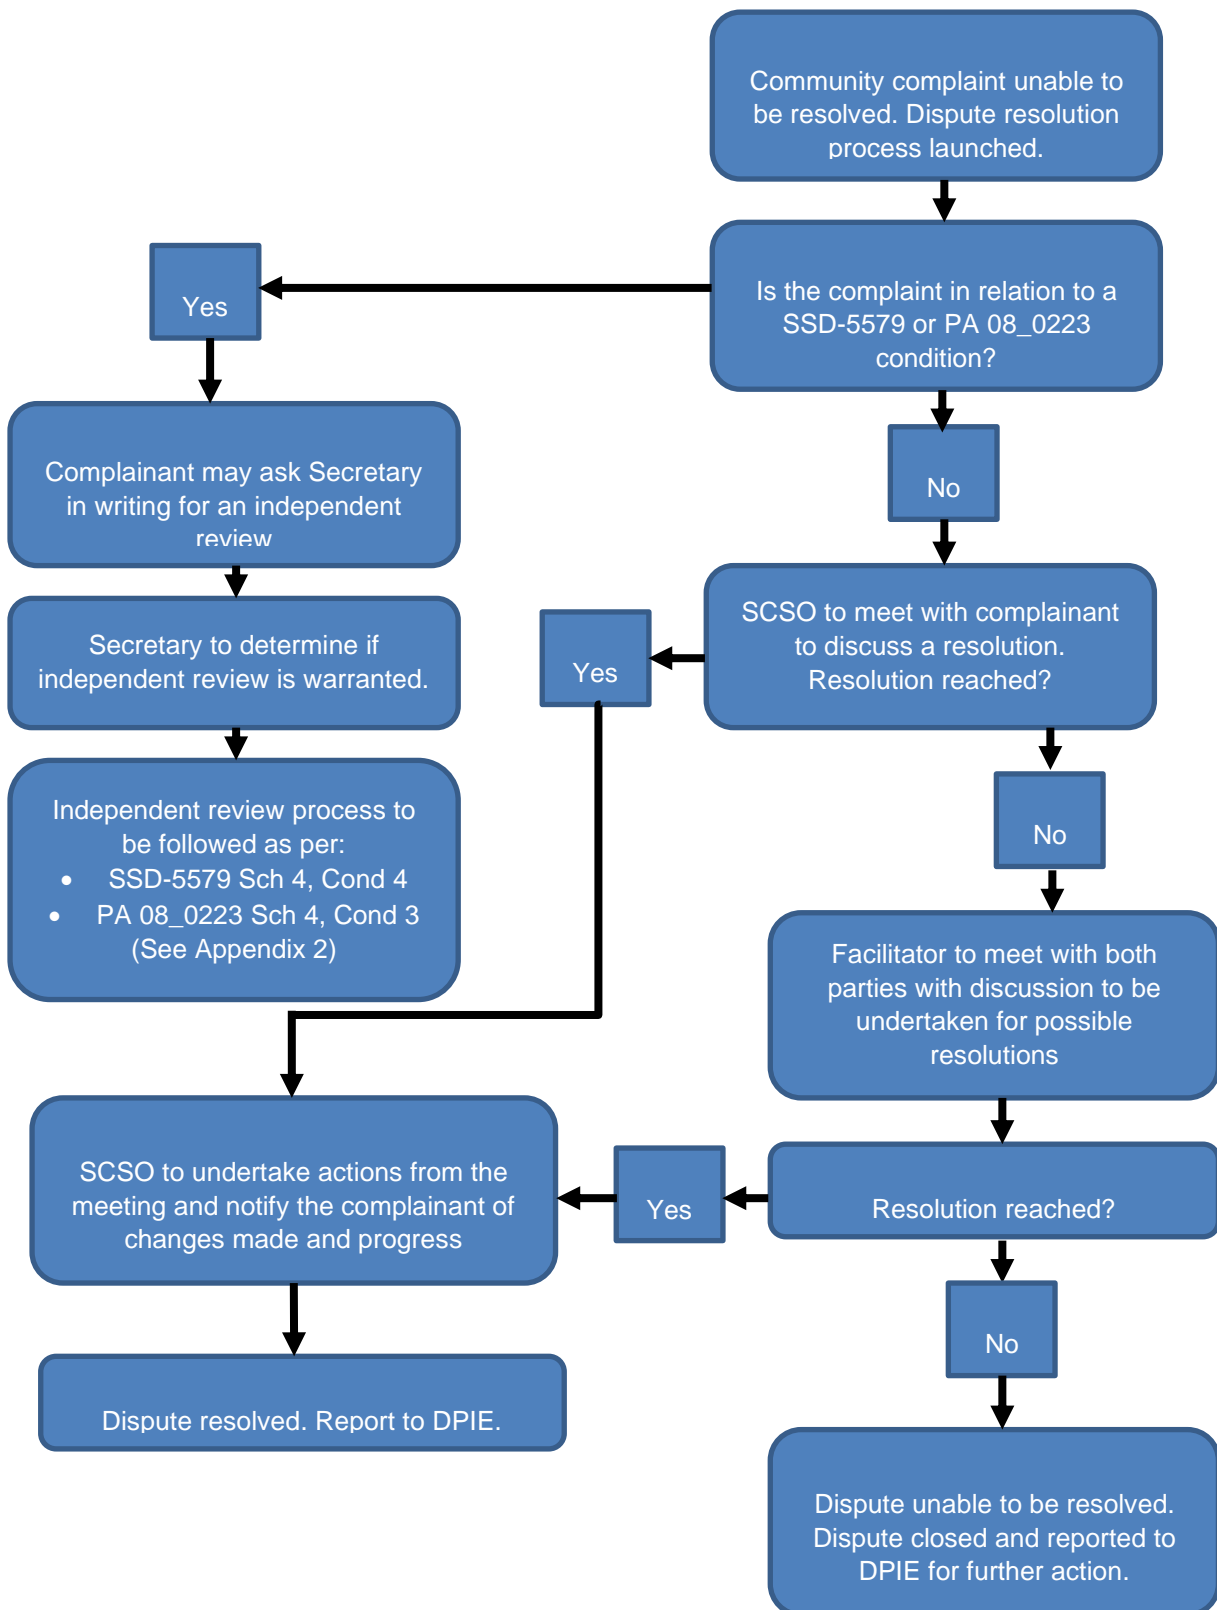 Community complaint unable to
be resolved. Dispute resolution
process launched.
Is the complaint in relation to a
SSD-5579 or PA 08_0223
condition?
Yes
Complainant may ask Secretary
in writing for an independent
review
Secretary to determine if
independent review is warranted.
Independent review process to
be followed as per:
• SSD-5579 Sch 4, Cond 4
• PA 08_0223 Sch 4, Cond 3
(See Appendix 2)
No
SCSO to meet with complainant
to discuss a resolution.
Resolution reached?
Yes
No
Facilitator to meet with both
parties with discussion to be
undertaken for possible
resolutions
Resolution reached?
Yes
SCSO to undertake actions from the
meeting and notify the complainant of
changes made and progress
Dispute resolved. Report to DPIE.
No
Dispute unable to be resolved.
Dispute closed and reported to
DPIE for further action.